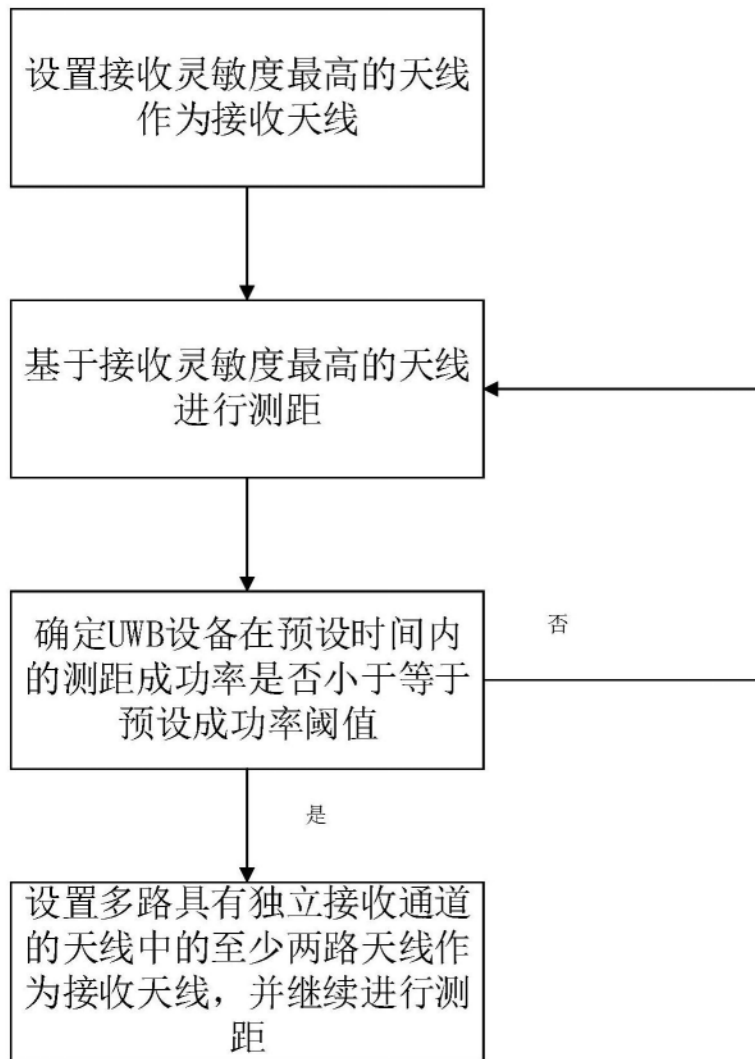 设置接收灵敏度最高的天线
作为接收天线
基于接收灵敏度最高的天线
进行测距
确定UWB设备在预设时间内
的测距成功率是否小于等于
预设成功率阈值
否
是
设置多路具有独立接收通道
的天线中的至少两路天线作
为接收天线，并继续进行测
距